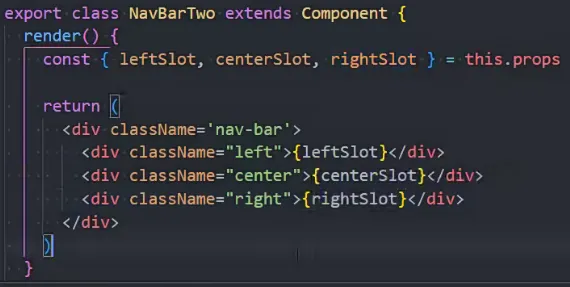 export class NavBarTwo extends Component {
  render() {
    const { leftSlot, centerSlot, rightSlot } = this.props

    return (
      <div className='nav-bar'>
        <div className="left">{leftSlot}</div>
        <div className="center">{centerSlot}</div>
        <div className="right">{rightSlot}</div>
      </div>
    )
  }